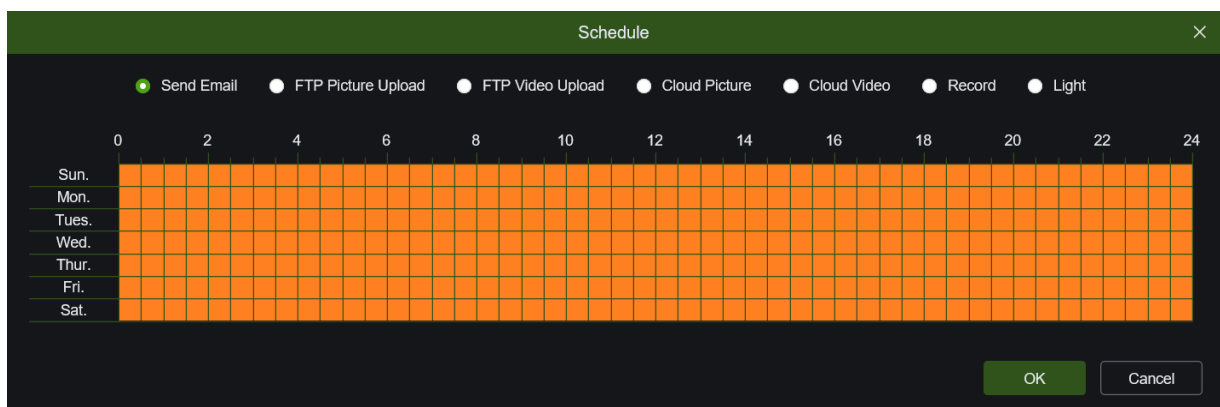 Schedule
Send Email FTP Picture Upload FTP Video Upload Cloud Picture Cloud Video Record Light
0 2 4 6 8 10 12 14 16 18 20 22 24
Sun.
Mon.
Tues.
Wed.
Thur.
Fri.
Sat.
OK Cancel